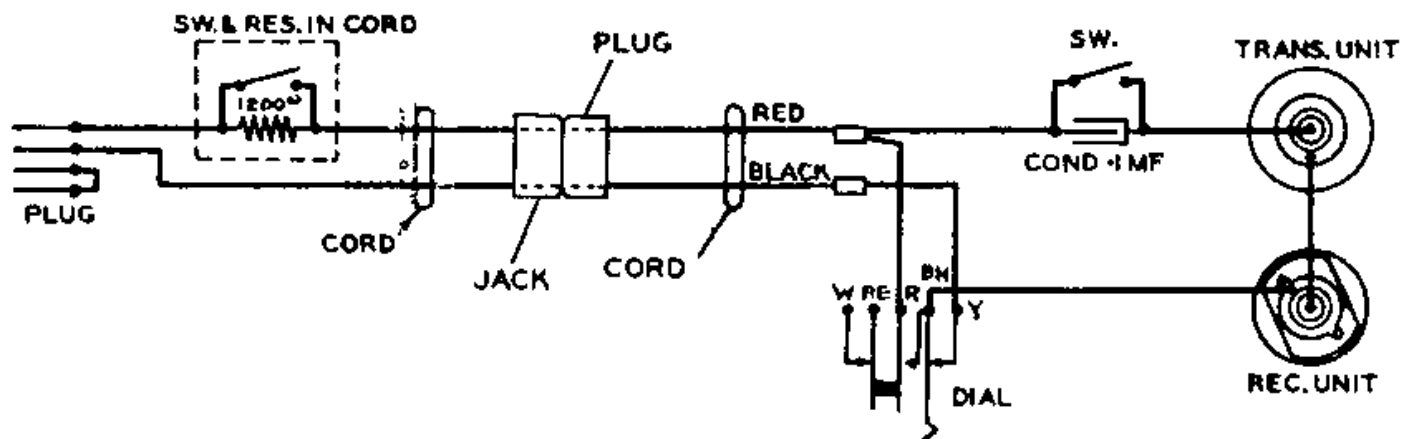 SW. & RES. IN CORD
1200ω
PLUG
CORD
JACK
PLUG
CORD
RED
BLACK
SW.
COND .1 MF
TRANS. UNIT
W RE R BK Y
DIAL
REC. UNIT